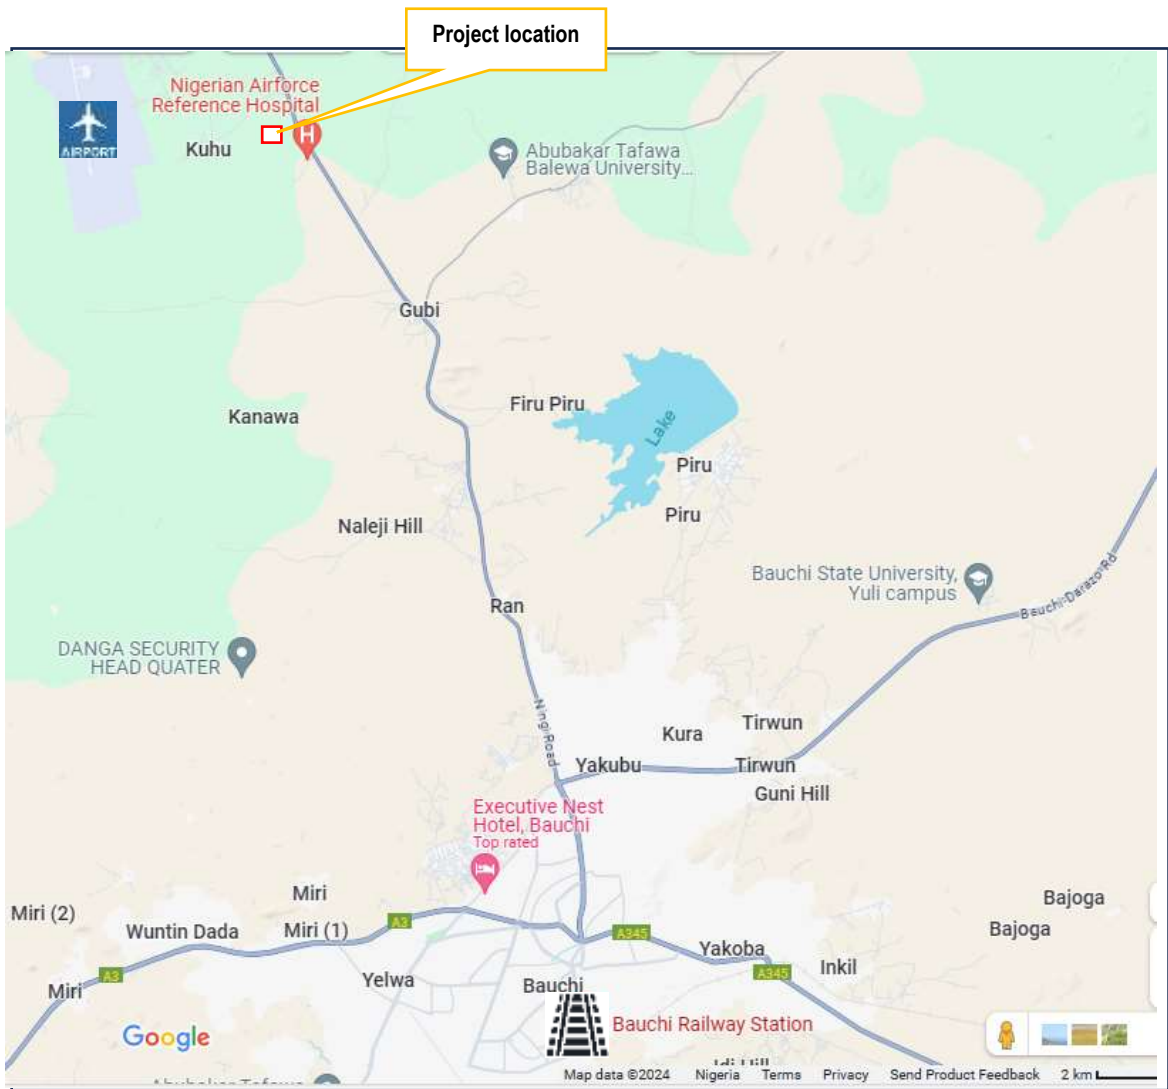 Project location
Nigerian Airforce
Reference Hospital
AIRPORT
Kuhu
H
Abubakar Tafawa
Balewa University...
Gubi
Kanawa
Firu Piru
Lake
Piru
Piru
Naleji Hill
Bauchi State University,
Yuli campus
Bauchi-Darazo Rd
Ran
DANGA SECURITY
HEAD QUATER
Ningi Road
Kura
Tirwun
Yakubu
Tirwun
Guni Hill
Executive Nest
Hotel, Bauchi
Top rated
Miri
Bajoga
Miri (2)
Wuntin Dada
Miri (1)
A3
A345
Bajoga
Yakoba
A3
Yelwa
A345
Inkil
Miri
Bauchi
Bauchi Railway Station
Google
Map data ©2024 Nigeria Terms Privacy Send Product Feedback 2 km